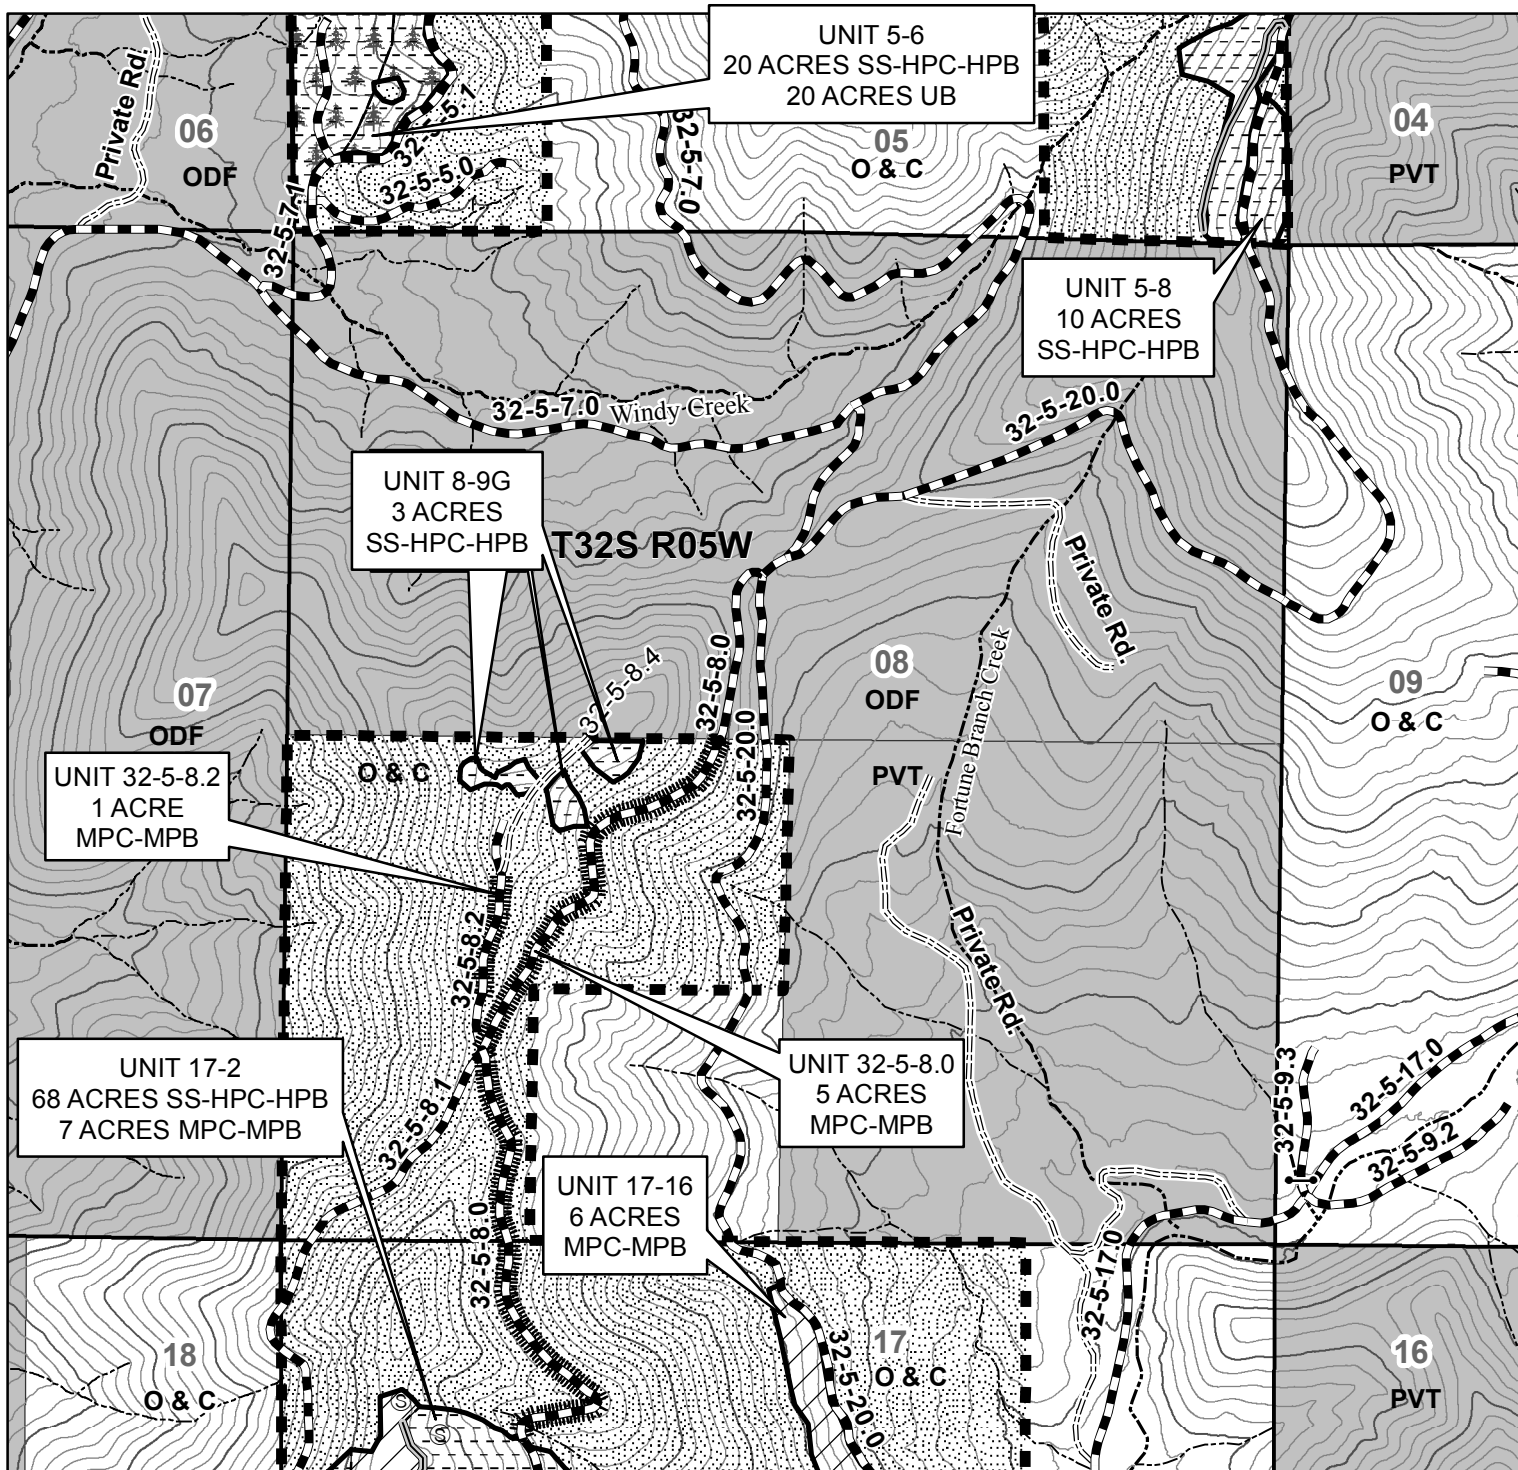 UNIT 5-6
20 ACRES SS-HPC-HPB
20 ACRES UB
Private Rd.
06
ODF
32-5-5.1
32-5-5.0
32-5-7.1
32-5-7.0
05
O & C
04
PVT
UNIT 5-8
10 ACRES
SS-HPC-HPB
32-5-7.0
Windy Creek
32-5-20.0
UNIT 8-9G
3 ACRES
SS-HPC-HPB
T32S R05W
Private Rd.
Fortune Branch Creek
32-5-8.4
32-5-8.0
32-5-20.0
07
ODF
08
ODF
09
O & C
O & C
PVT
UNIT 32-5-8.2
1 ACRE
MPC-MPB
32-5-8.2
Private Rd.
UNIT 17-2
68 ACRES SS-HPC-HPB
7 ACRES MPC-MPB
32-5-8.1
UNIT 32-5-8.0
5 ACRES
MPC-MPB
32-5-9.3
32-5-17.0
32-5-9.2
UNIT 17-16
6 ACRES
MPC-MPB
32-5-8.0
32-5-17.0
18
O & C
17
O & C
32-5-20.0
16
PVT
S
S